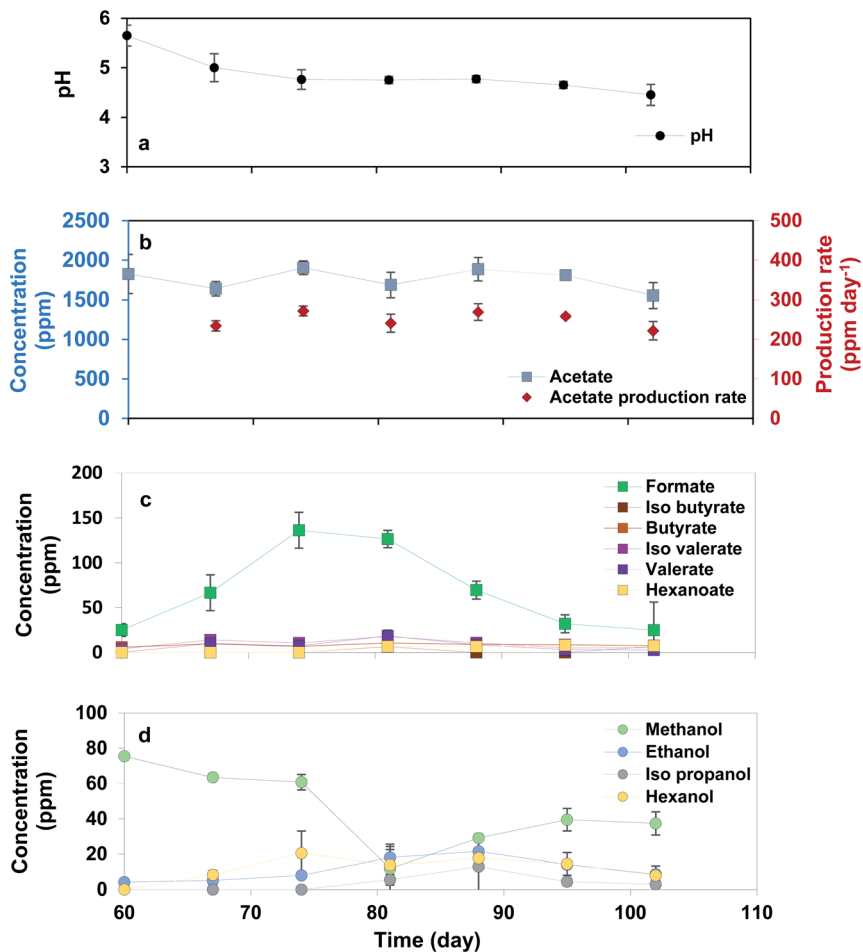 6
5
4
3
pH
a
pH
2500
2000
1500
1000
500
0
Concentration
(ppm)
b
Acetate
Acetate production rate
500
400
300
200
100
0
Production rate
(ppm day⁻¹)
200
150
100
50
0
Concentration
(ppm)
c
Formate
Iso butyrate
Butyrate
Iso valerate
Valerate
Hexanoate
100
80
60
40
20
0
Concentration
(ppm)
d
Methanol
Ethanol
Iso propanol
Hexanol
60 70 80 90 100 110
Time (day)